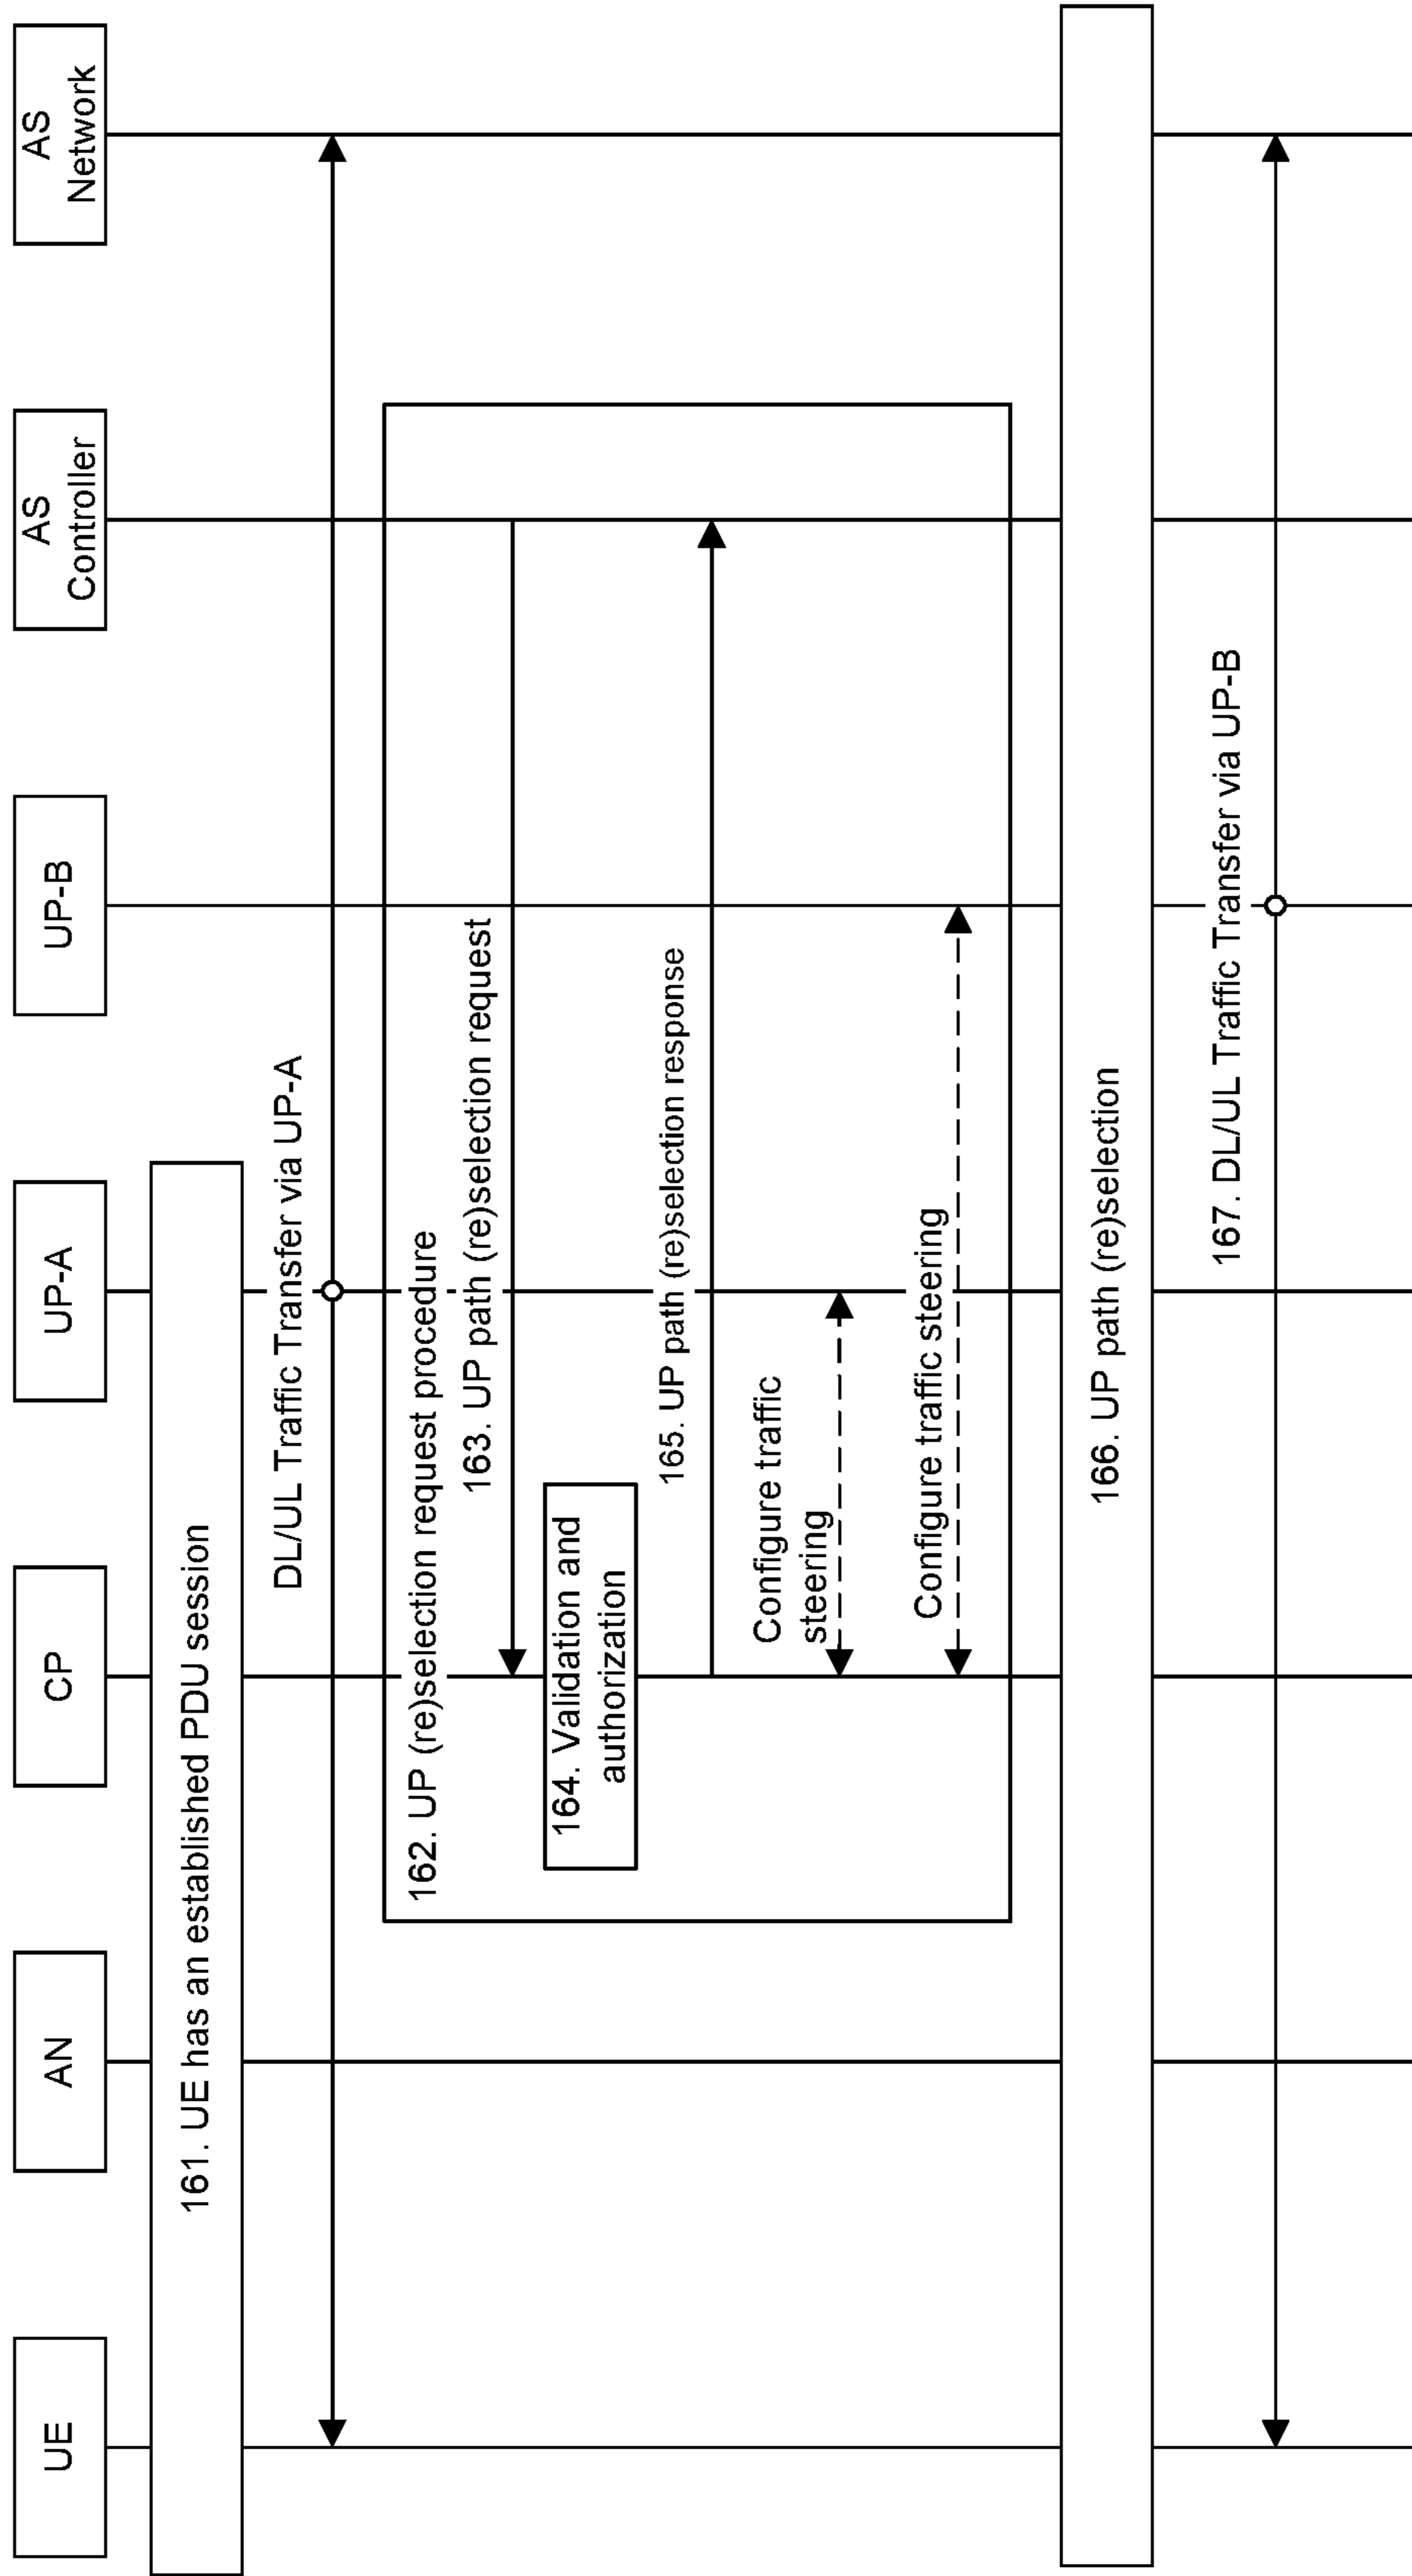 UE
AN
CP
UP-A
UP-B
AS
Controller
AS
Network
161. UE has an established PDU session
DL/UL Traffic Transfer via UP-A
162. UP (re)selection request procedure
163. UP path (re)selection request
164. Validation and
authorization
165. UP path (re)selection response
Configure traffic
steering
Configure traffic steering
166. UP path (re)selection
167. DL/UL Traffic Transfer via UP-B